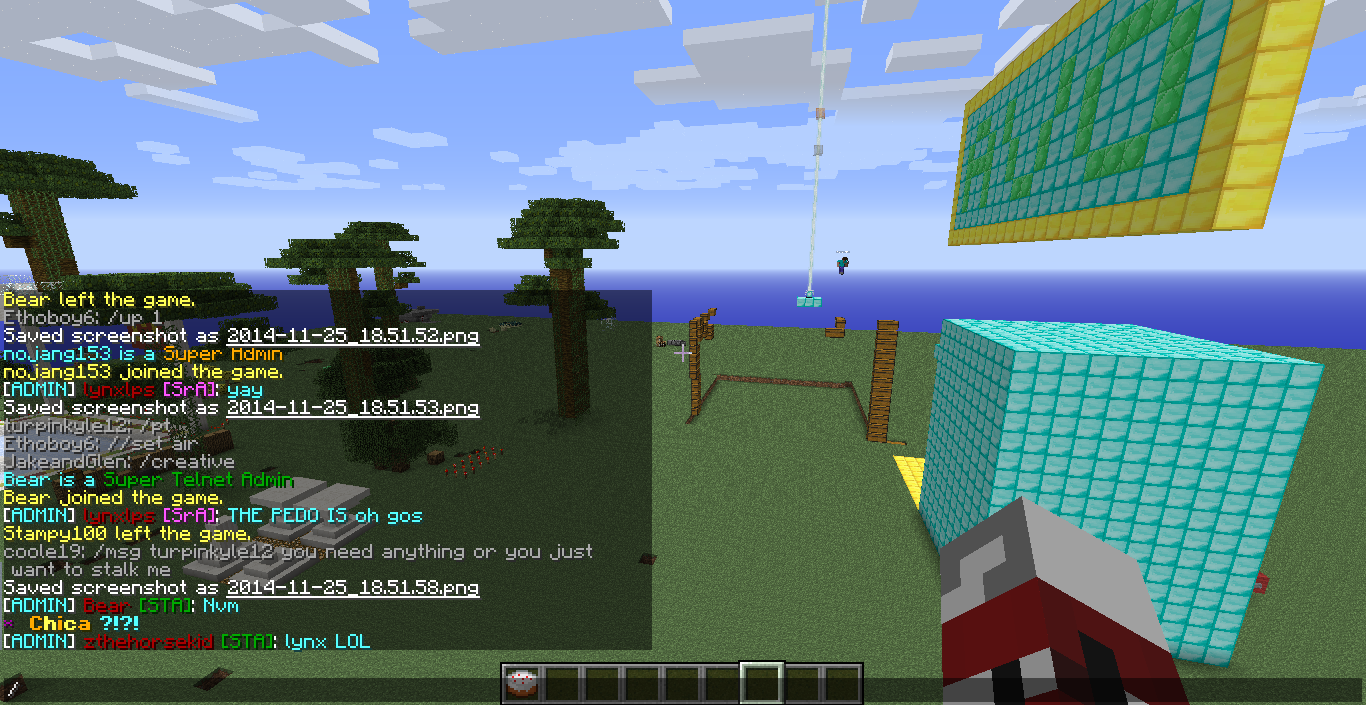 Bear left the game.
Ethoboy6: /up 1
Saved screenshot as 2014-11-25_18.51.52.png
nojang153 is a Super Admin
nojang153 joined the game.
[ADMIN] lynxlps [SrA]: yay
Saved screenshot as 2014-11-25_18.51.53.png
turpinkyle12: /pt
Ethoboy6: //set air
JakeandGlen: /creative
Bear is a Super Telnet Admin
Bear joined the game.
[ADMIN] lynxlps [SrA]: THE PEDO IS oh gos
Stampy100 left the game.
coole19: /msg turpinkyle12 you need anything or you just
want to stalk me
Saved screenshot as 2014-11-25_18.51.58.png
[ADMIN] Bear [STA]: Nvm
* Chica ?!?!
[ADMIN] zthehorsekid [STA]: lynx LOL
/